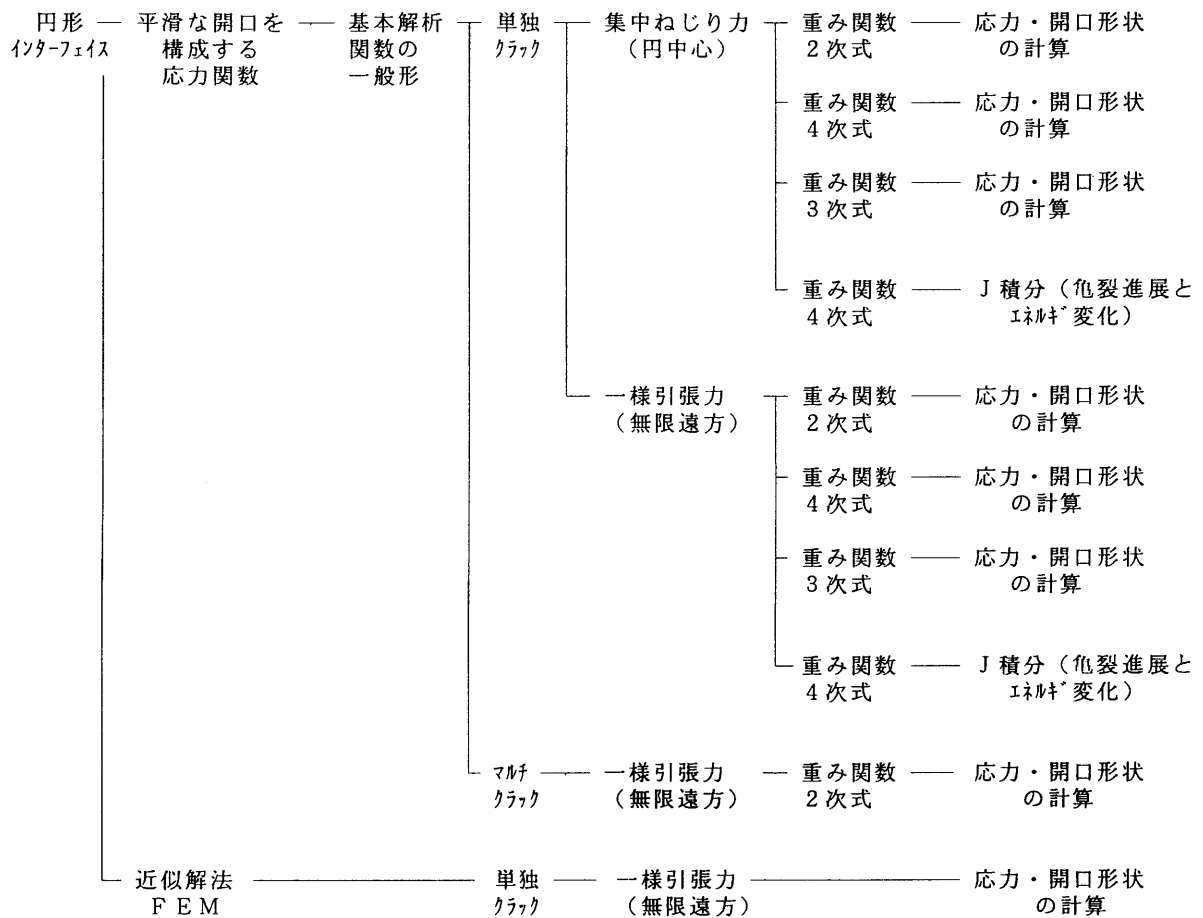 円形 平滑な開口を 基本解析 単独 集中ねじり力 重み関数 応力・開口形状
インターフェイス 構成する 関数の クラック （円中心） 2次式 の計算
応力関数 一般形
重み関数 応力・開口形状
4次式 の計算
重み関数 応力・開口形状
3次式 の計算
重み関数 J積分（亀裂進展と
4次式 エネルギ変化）
一様引張力 重み関数 応力・開口形状
（無限遠方） 2次式 の計算
重み関数 応力・開口形状
4次式 の計算
重み関数 応力・開口形状
3次式 の計算
重み関数 J積分（亀裂進展と
4次式 エネルギ変化）
マルチ 一様引張力 重み関数 応力・開口形状
クラック （無限遠方） 2次式 の計算
近似解法 単独 一様引張力 応力・開口形状
FEM クラック （無限遠方） の計算